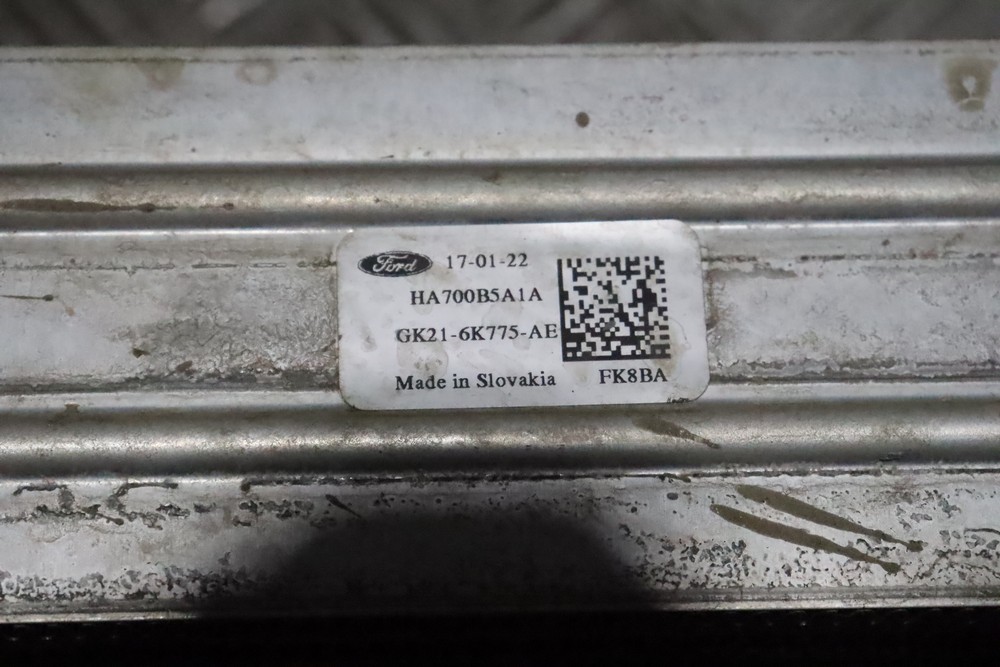 Ford 17-01-22
HA700B5A1A
GK21-6K775-AE
Made in Slovakia FK8BA